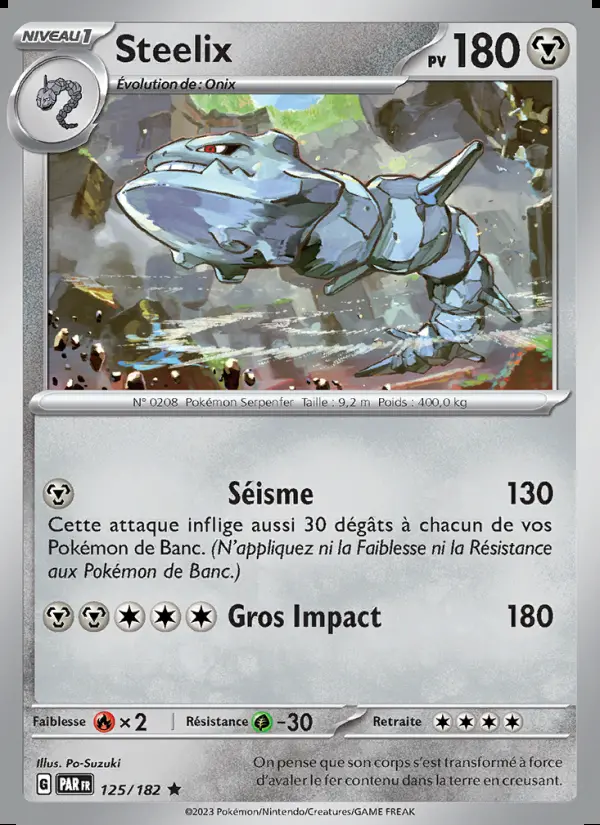 NIVEAU 1
Steelix
PV 180
Évolution de : Onix
N° 0208 Pokémon Serpenfer Taille : 9,2 m Poids : 400,0 kg
Séisme 130
Cette attaque inflige aussi 30 dégâts à chacun de vos
Pokémon de Banc. (N'appliquez ni la Faiblesse ni la Résistance
aux Pokémon de Banc.)
Gros Impact 180
Faiblesse ×2 Résistance -30 Retraite
Illus. Po-Suzuki
On pense que son corps s'est transformé à force
d'avaler le fer contenu dans la terre en creusant.
G PAR FR 125/182
©2023 Pokémon/Nintendo/Creatures/GAME FREAK